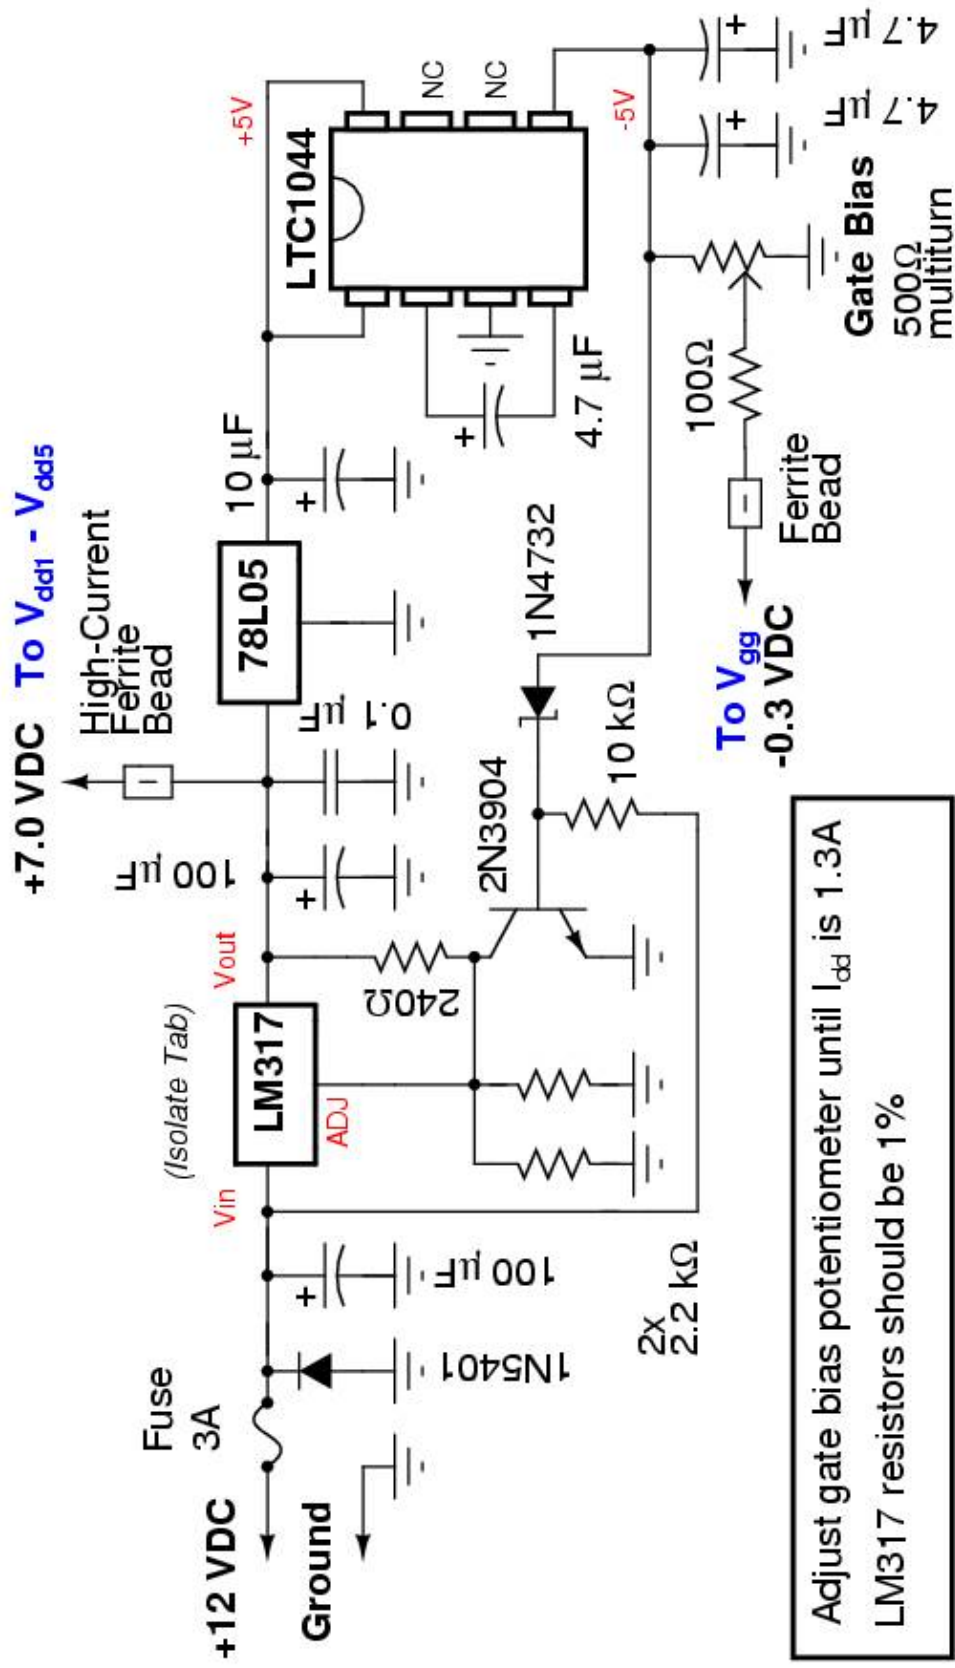 +7.0 VDC To Vdd1 - Vdd5
High-Current
Ferrite
Bead
Fuse
3A
+12 VDC
Ground
1N5401
100 µF
Vin
(Isolate Tab)
LM317
ADJ
Vout
240Ω
2x
2.2 kΩ
100 µF
0.1 µF
78L05
10 µF
+5V
LTC1044
NC
NC
4.7 µF
2N3904
10 kΩ
1N4732
-5V
4.7 µF
4.7 µF
Gate Bias
500Ω
multiturn
100Ω
Ferrite
Bead
To Vgg
-0.3 VDC
Adjust gate bias potentiometer until Idd is 1.3A
LM317 resistors should be 1%